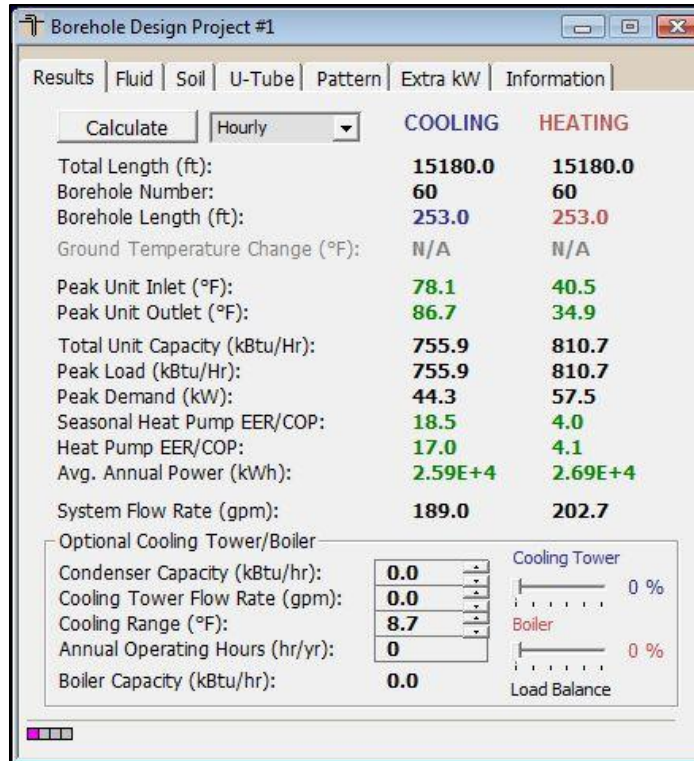 Borehole Design Project #1
Results Fluid Soil U-Tube Pattern Extra kW Information
Calculate Hourly COOLING HEATING
Total Length (ft): 15180.0 15180.0
Borehole Number: 60 60
Borehole Length (ft): 253.0 253.0
Ground Temperature Change (°F): N/A N/A
Peak Unit Inlet (°F): 78.1 40.5
Peak Unit Outlet (°F): 86.7 34.9
Total Unit Capacity (kBtu/Hr): 755.9 810.7
Peak Load (kBtu/Hr): 755.9 810.7
Peak Demand (kW): 44.3 57.5
Seasonal Heat Pump EER/COP: 18.5 4.0
Heat Pump EER/COP: 17.0 4.1
Avg. Annual Power (kWh): 2.59E+4 2.69E+4
System Flow Rate (gpm): 189.0 202.7
Optional Cooling Tower/Boiler
Condenser Capacity (kBtu/hr): 0.0
Cooling Tower Flow Rate (gpm): 0.0
Cooling Range (°F): 8.7
Annual Operating Hours (hr/yr): 0
Boiler Capacity (kBtu/hr): 0.0
Cooling Tower
0 %
Boiler
0 %
Load Balance